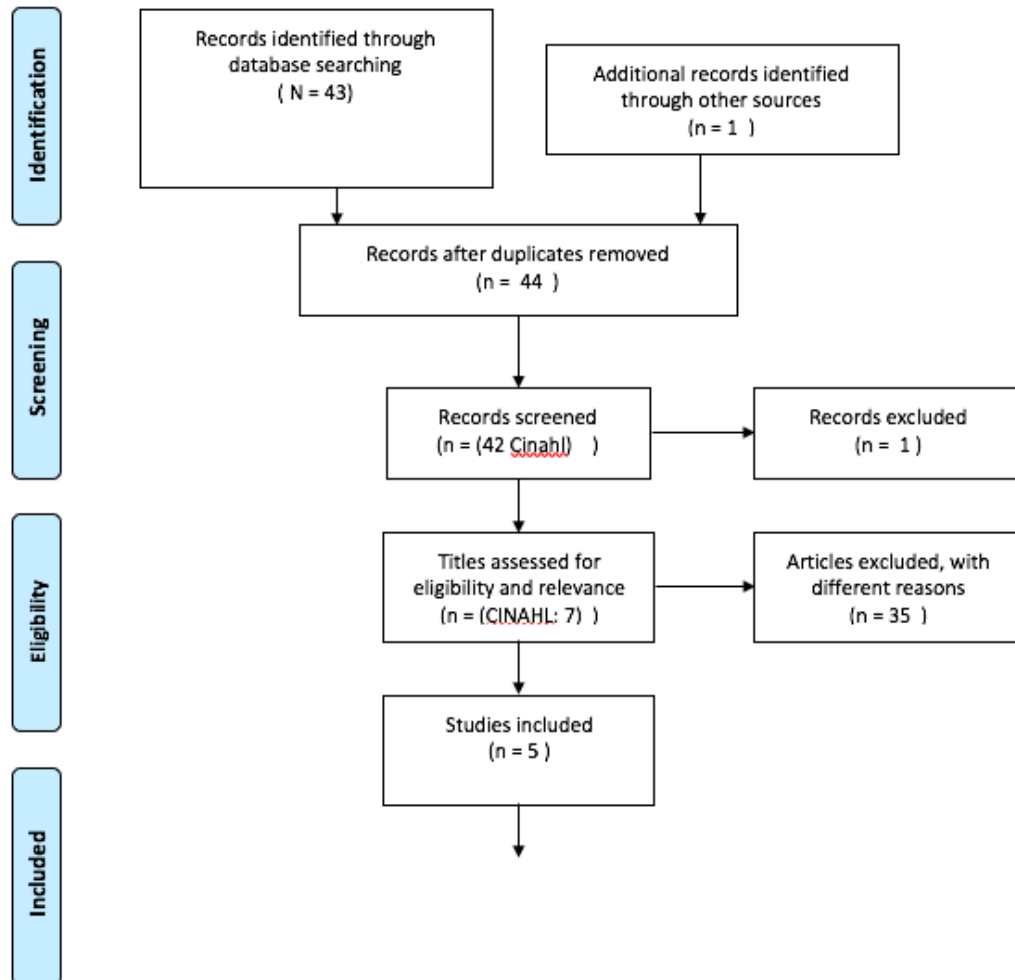 Identification
Records identified through
database searching
( N = 43)
Additional records identified
through other sources
(n = 1  )
Records after duplicates removed
(n =  44  )
Screening
Records screened
(n = (42 Cinahl)    )
Records excluded
(n =  1 )
Eligibility
Titles assessed for
eligibility and relevance
(n = (CINAHL: 7)  )
Articles excluded, with
different reasons
(n = 35  )
Studies included
(n = 5 )
Included